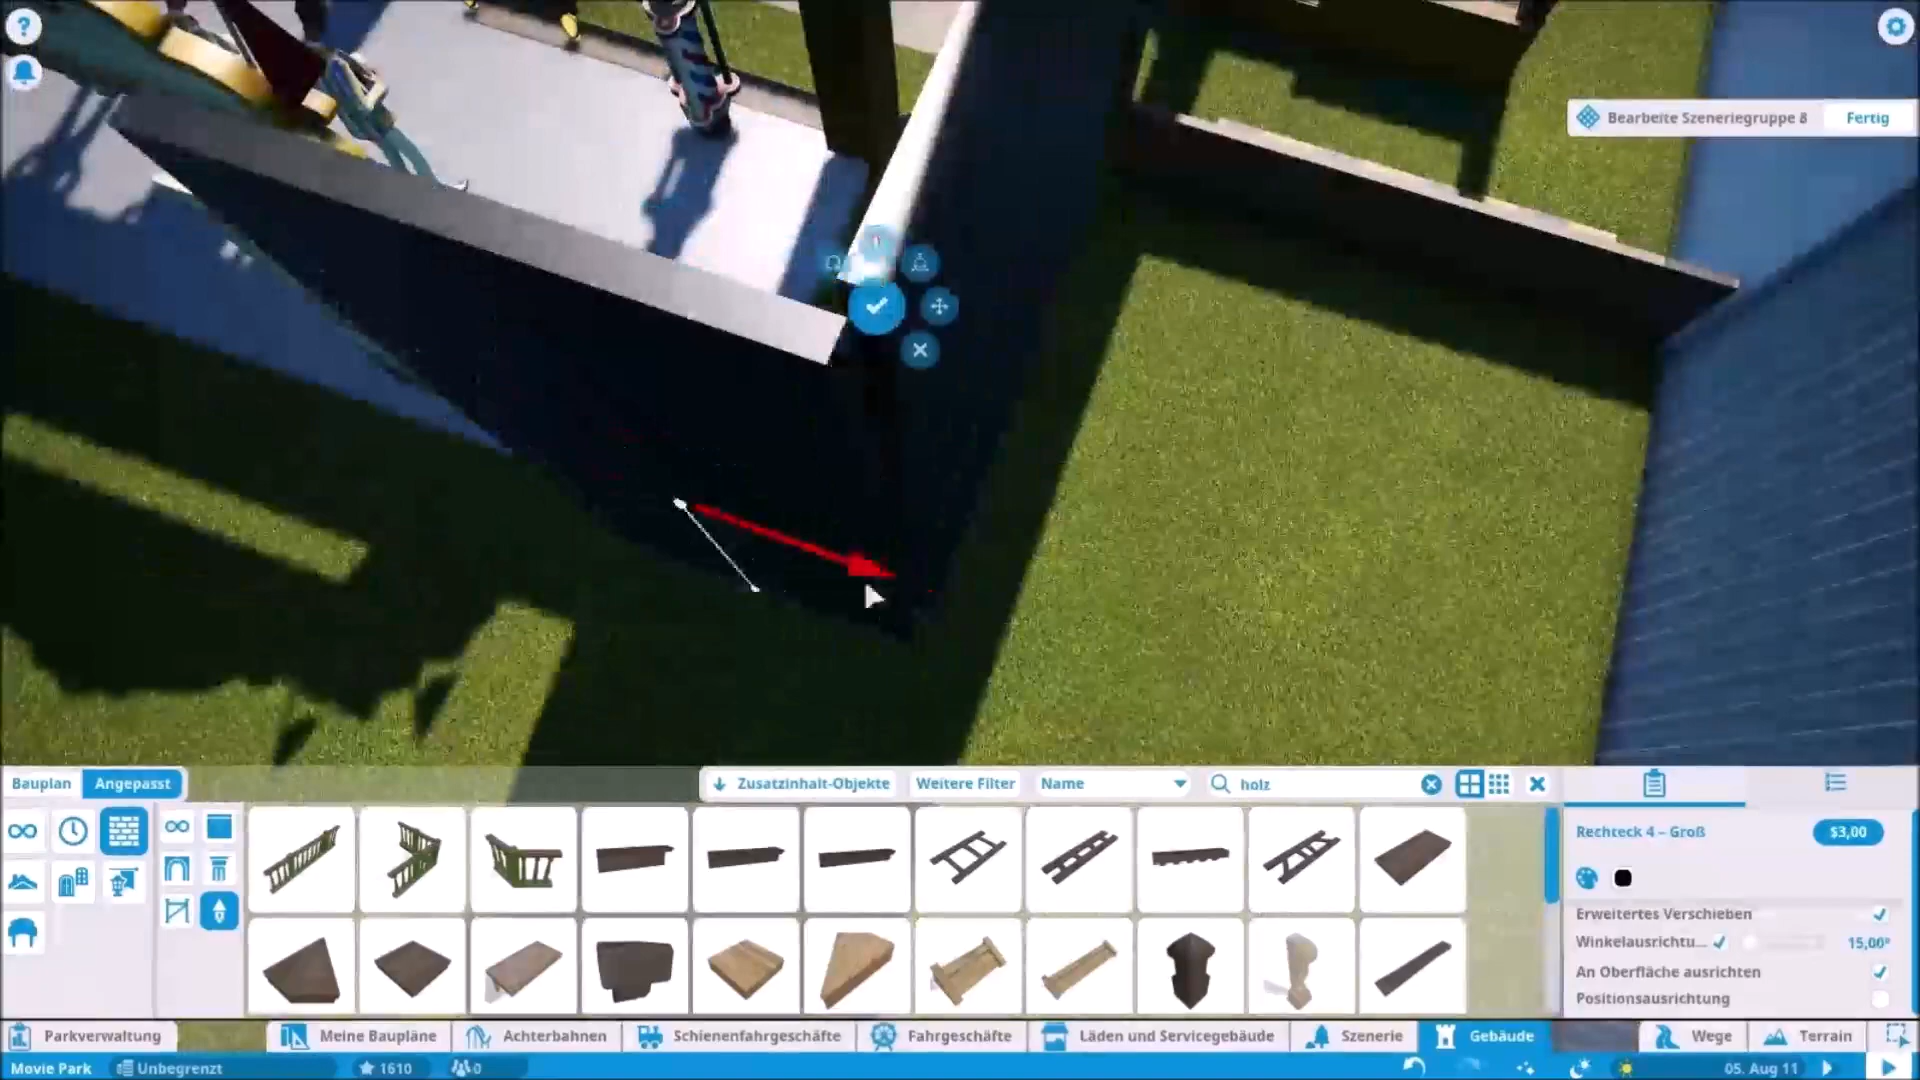 Bearbeite Szeneriegruppe 8 Fertig
Bauplan Angepasst Zusatzinhalt-Objekte Weitere Filter Name holz
Rechteck 4 – Groß $3,00
Erweitertes Verschieben
Winkelausrichtu... 15,00°
An Oberfläche ausrichten
Positionsausrichtung
Parkverwaltung Meine Baupläne Achterbahnen Schienenfahrgeschäfte Fahrgeschäfte Läden und Servicegebäude Szenerie Gebäude Wege Terrain
Movie Park Unbegrenzt 1610 0 05. Aug 11